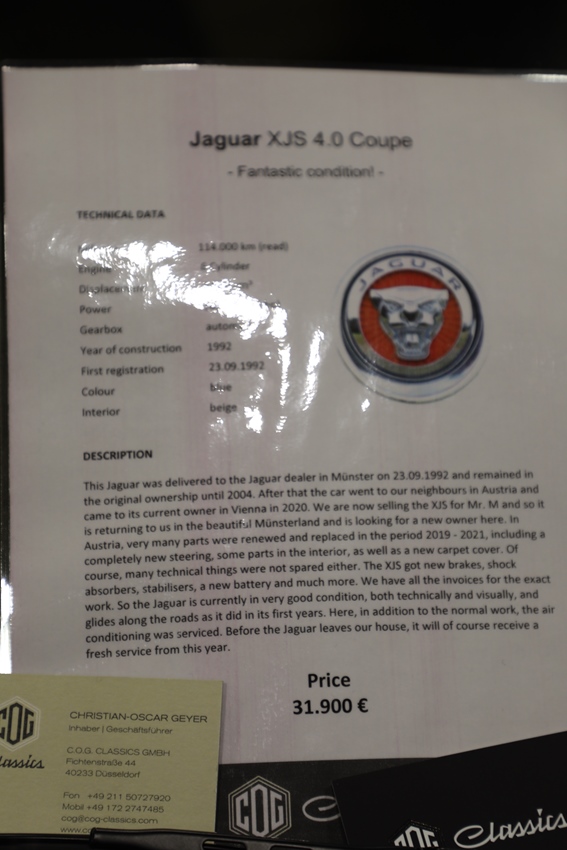 Jaguar XJS 4.0 Coupe
- Fantastic condition! -
TECHNICAL DATA
114.000 km (read)
Engine Cylinder
Power
Gearbox
Year of construction 1992
First registration 23.09.1992
Colour blue
Interior beige
JAGUAR
DESCRIPTION
This Jaguar was delivered to the Jaguar dealer in Münster on 23.09.1992 and remained in
the original ownership until 2004. After that the car went to our neighbours in Austria and
came to its current owner in Vienna in 2020. We are now selling the XJS for Mr. M and so it
is returning to us in the beautiful Münsterland and is looking for a new owner here. In
Austria, very many parts were renewed and replaced in the period 2019 - 2021, including a
completely new steering, some parts in the interior, as well as a new carpet cover. Of
course, many technical things were not spared either. The XJS got new brakes, shock
absorbers, stabilisers, a new battery and much more. We have all the invoices for the exact
work. So the Jaguar is currently in very good condition, both technically and visually, and
glides along the roads as it did in its first years. Here, in addition to the normal work, the air
conditioning was serviced. Before the Jaguar leaves our house, it will of course receive a
fresh service from this year.
Price
31.900 €
COG
CHRISTIAN-OSCAR GEYER
Inhaber | Geschäftsführer
C.O.G. CLASSICS GMBH
Fichtenstraße 44
40233 Düsseldorf
Fon +49 211 50727920
Mobil +49 172 2747485
cog@cog-classics.com
COG
COG Classics